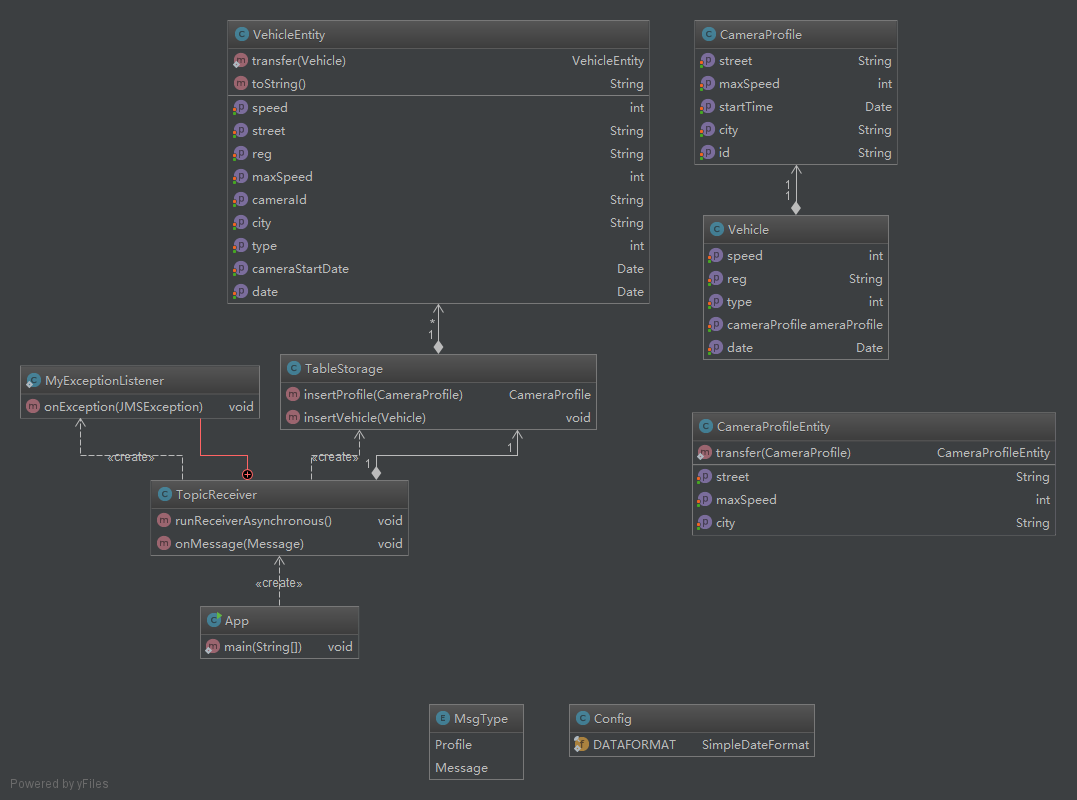 VehicleEntity
transfer(Vehicle) VehicleEntity
toString() String
speed int
street String
reg String
maxSpeed int
cameraId String
city String
type int
cameraStartDate Date
date Date
CameraProfile
street String
maxSpeed int
startTime Date
city String
id String
1
1
Vehicle
speed int
reg String
type int
cameraProfile ameraProfile
date Date
*
1
TableStorage
insertProfile(CameraProfile) CameraProfile
insertVehicle(Vehicle) void
MyExceptionListener
onException(JMSException) void
CameraProfileEntity
transfer(CameraProfile) CameraProfileEntity
street String
maxSpeed int
city String
«create»
«create»
1
1
TopicReceiver
runReceiverAsynchronous() void
onMessage(Message) void
«create»
App
main(String[]) void
MsgType
Profile
Message
Config
DATAFORMAT SimpleDateFormat
Powered by yFiles